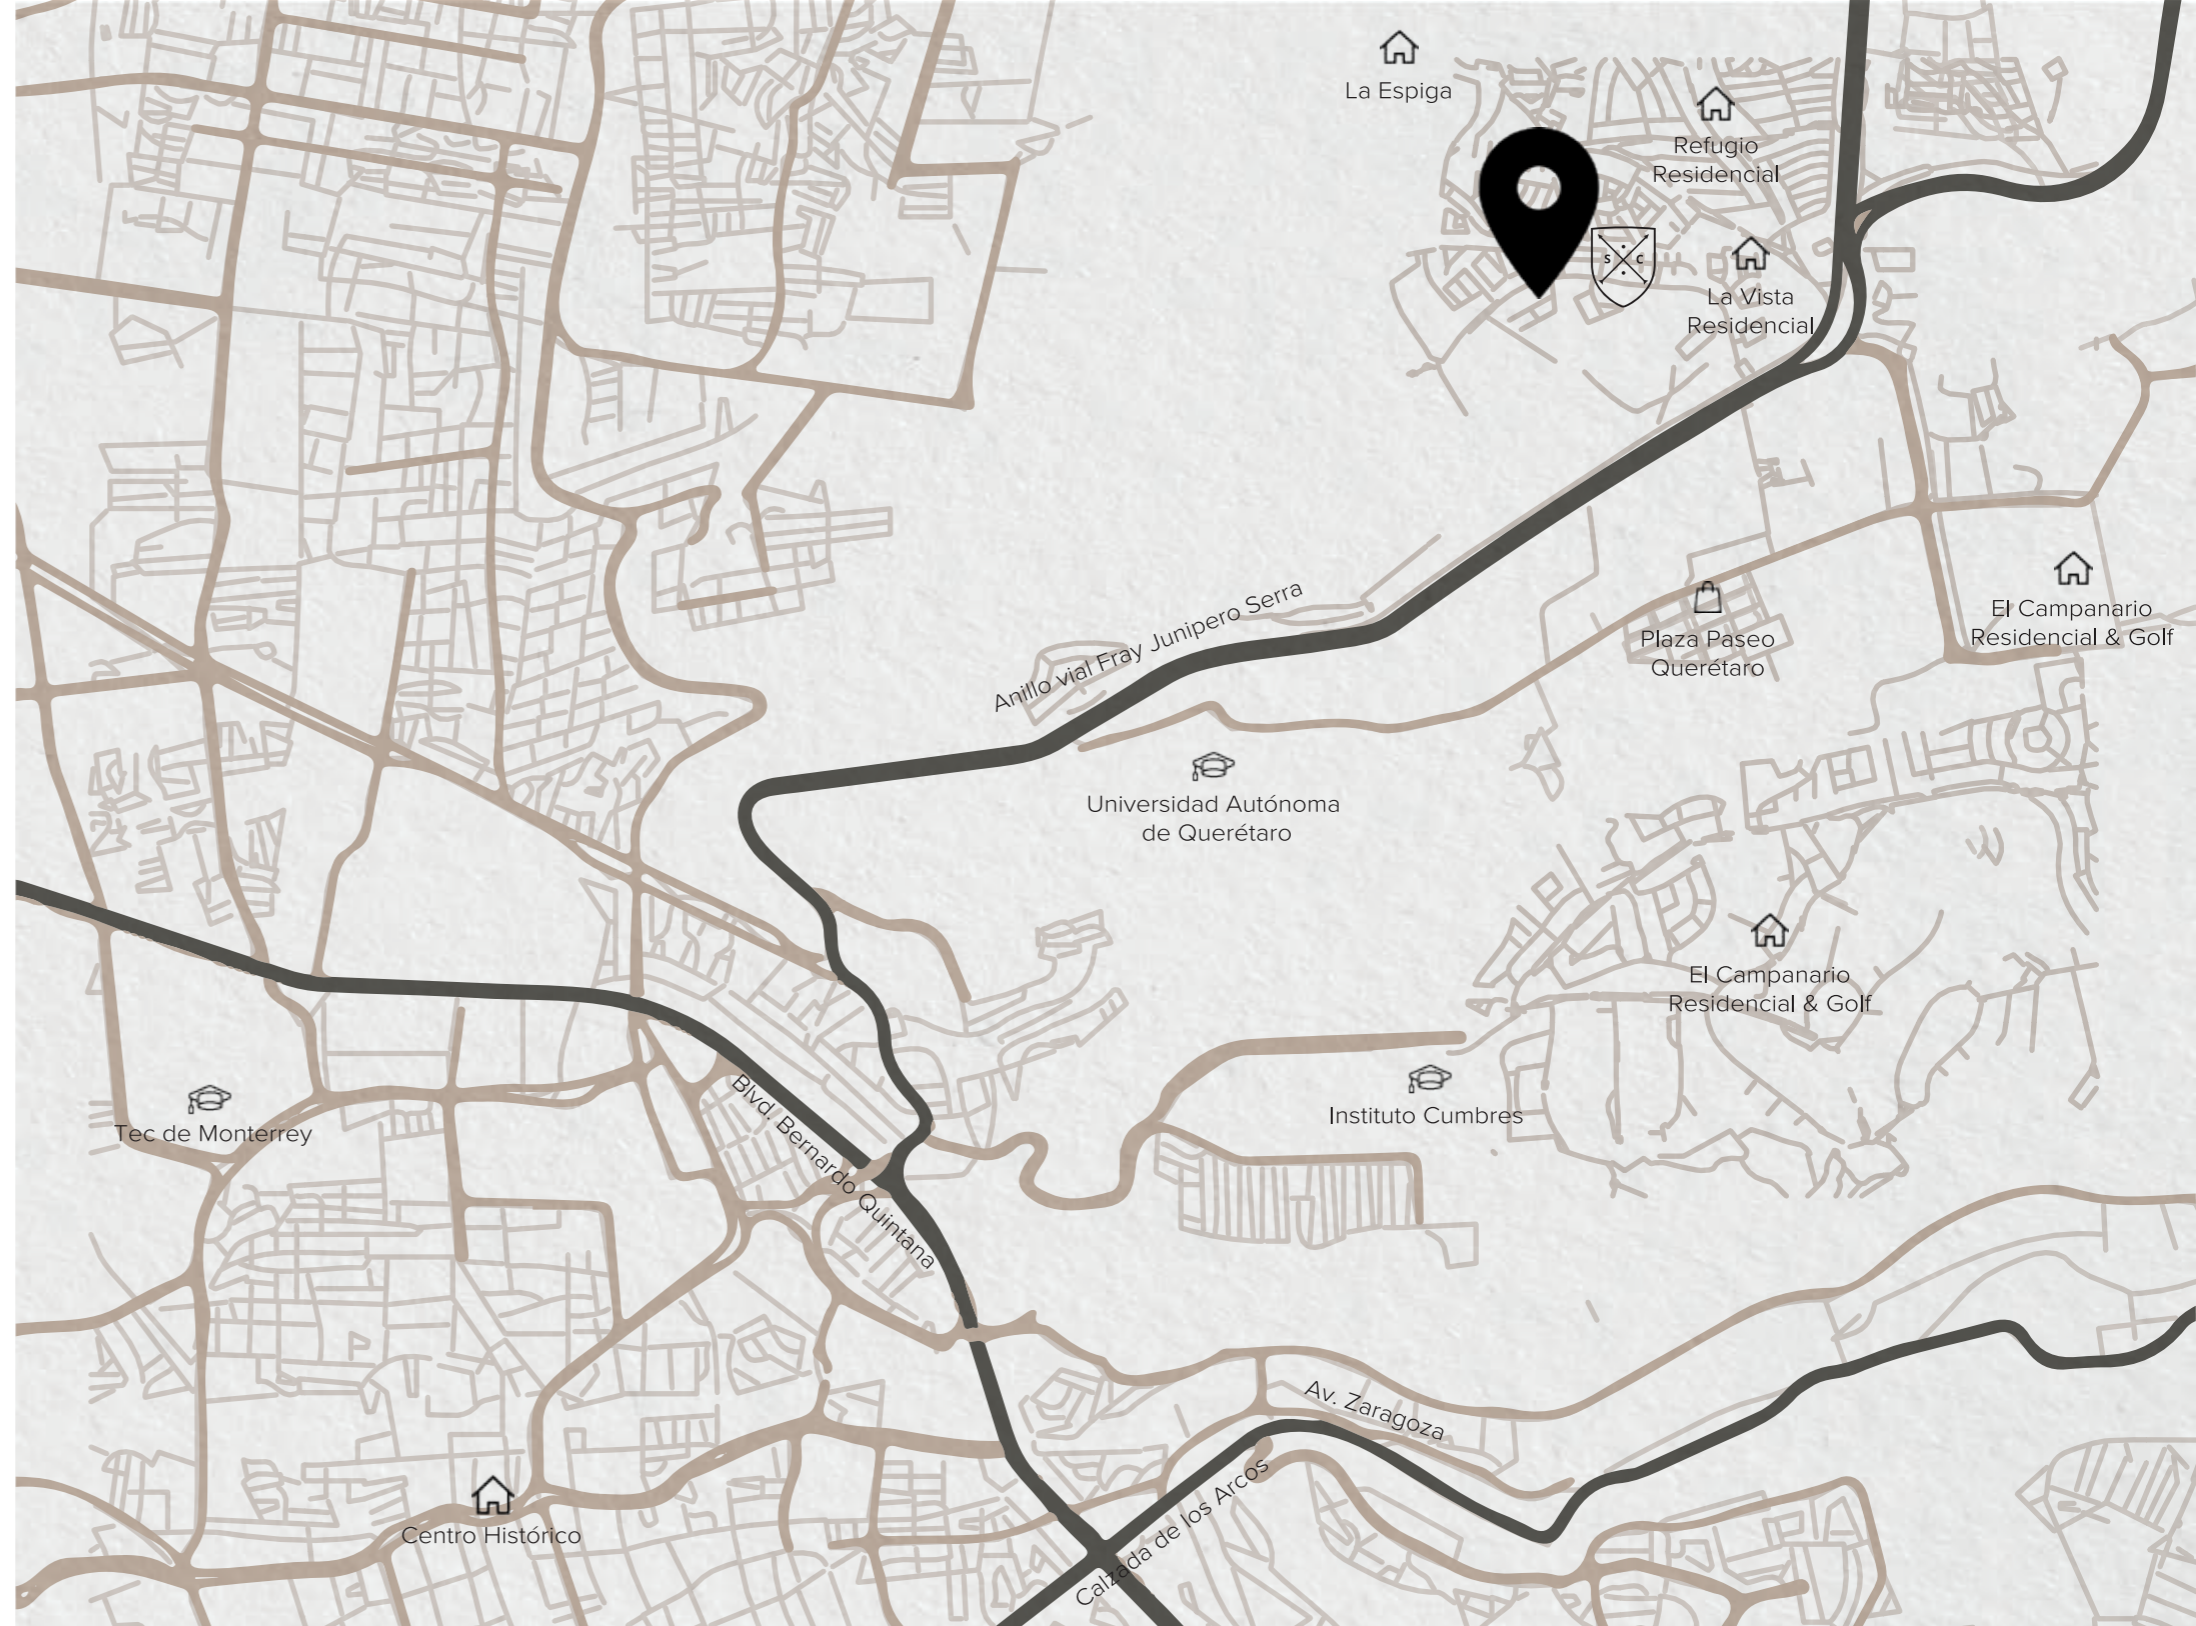 La Espiga
Refugio
Residencial
S C
La Vista
Residencial
Anillo vial Fray Junipero Serra
El Campanario
Residencial & Golf
Plaza Paseo
Querétaro
Universidad Autónoma
de Querétaro
El Campanario
Residencial & Golf
Blvd. Bernardo Quintana
Tec de Monterrey
Instituto Cumbres
Av. Zaragoza
Calzada de los Arcos
Centro Histórico